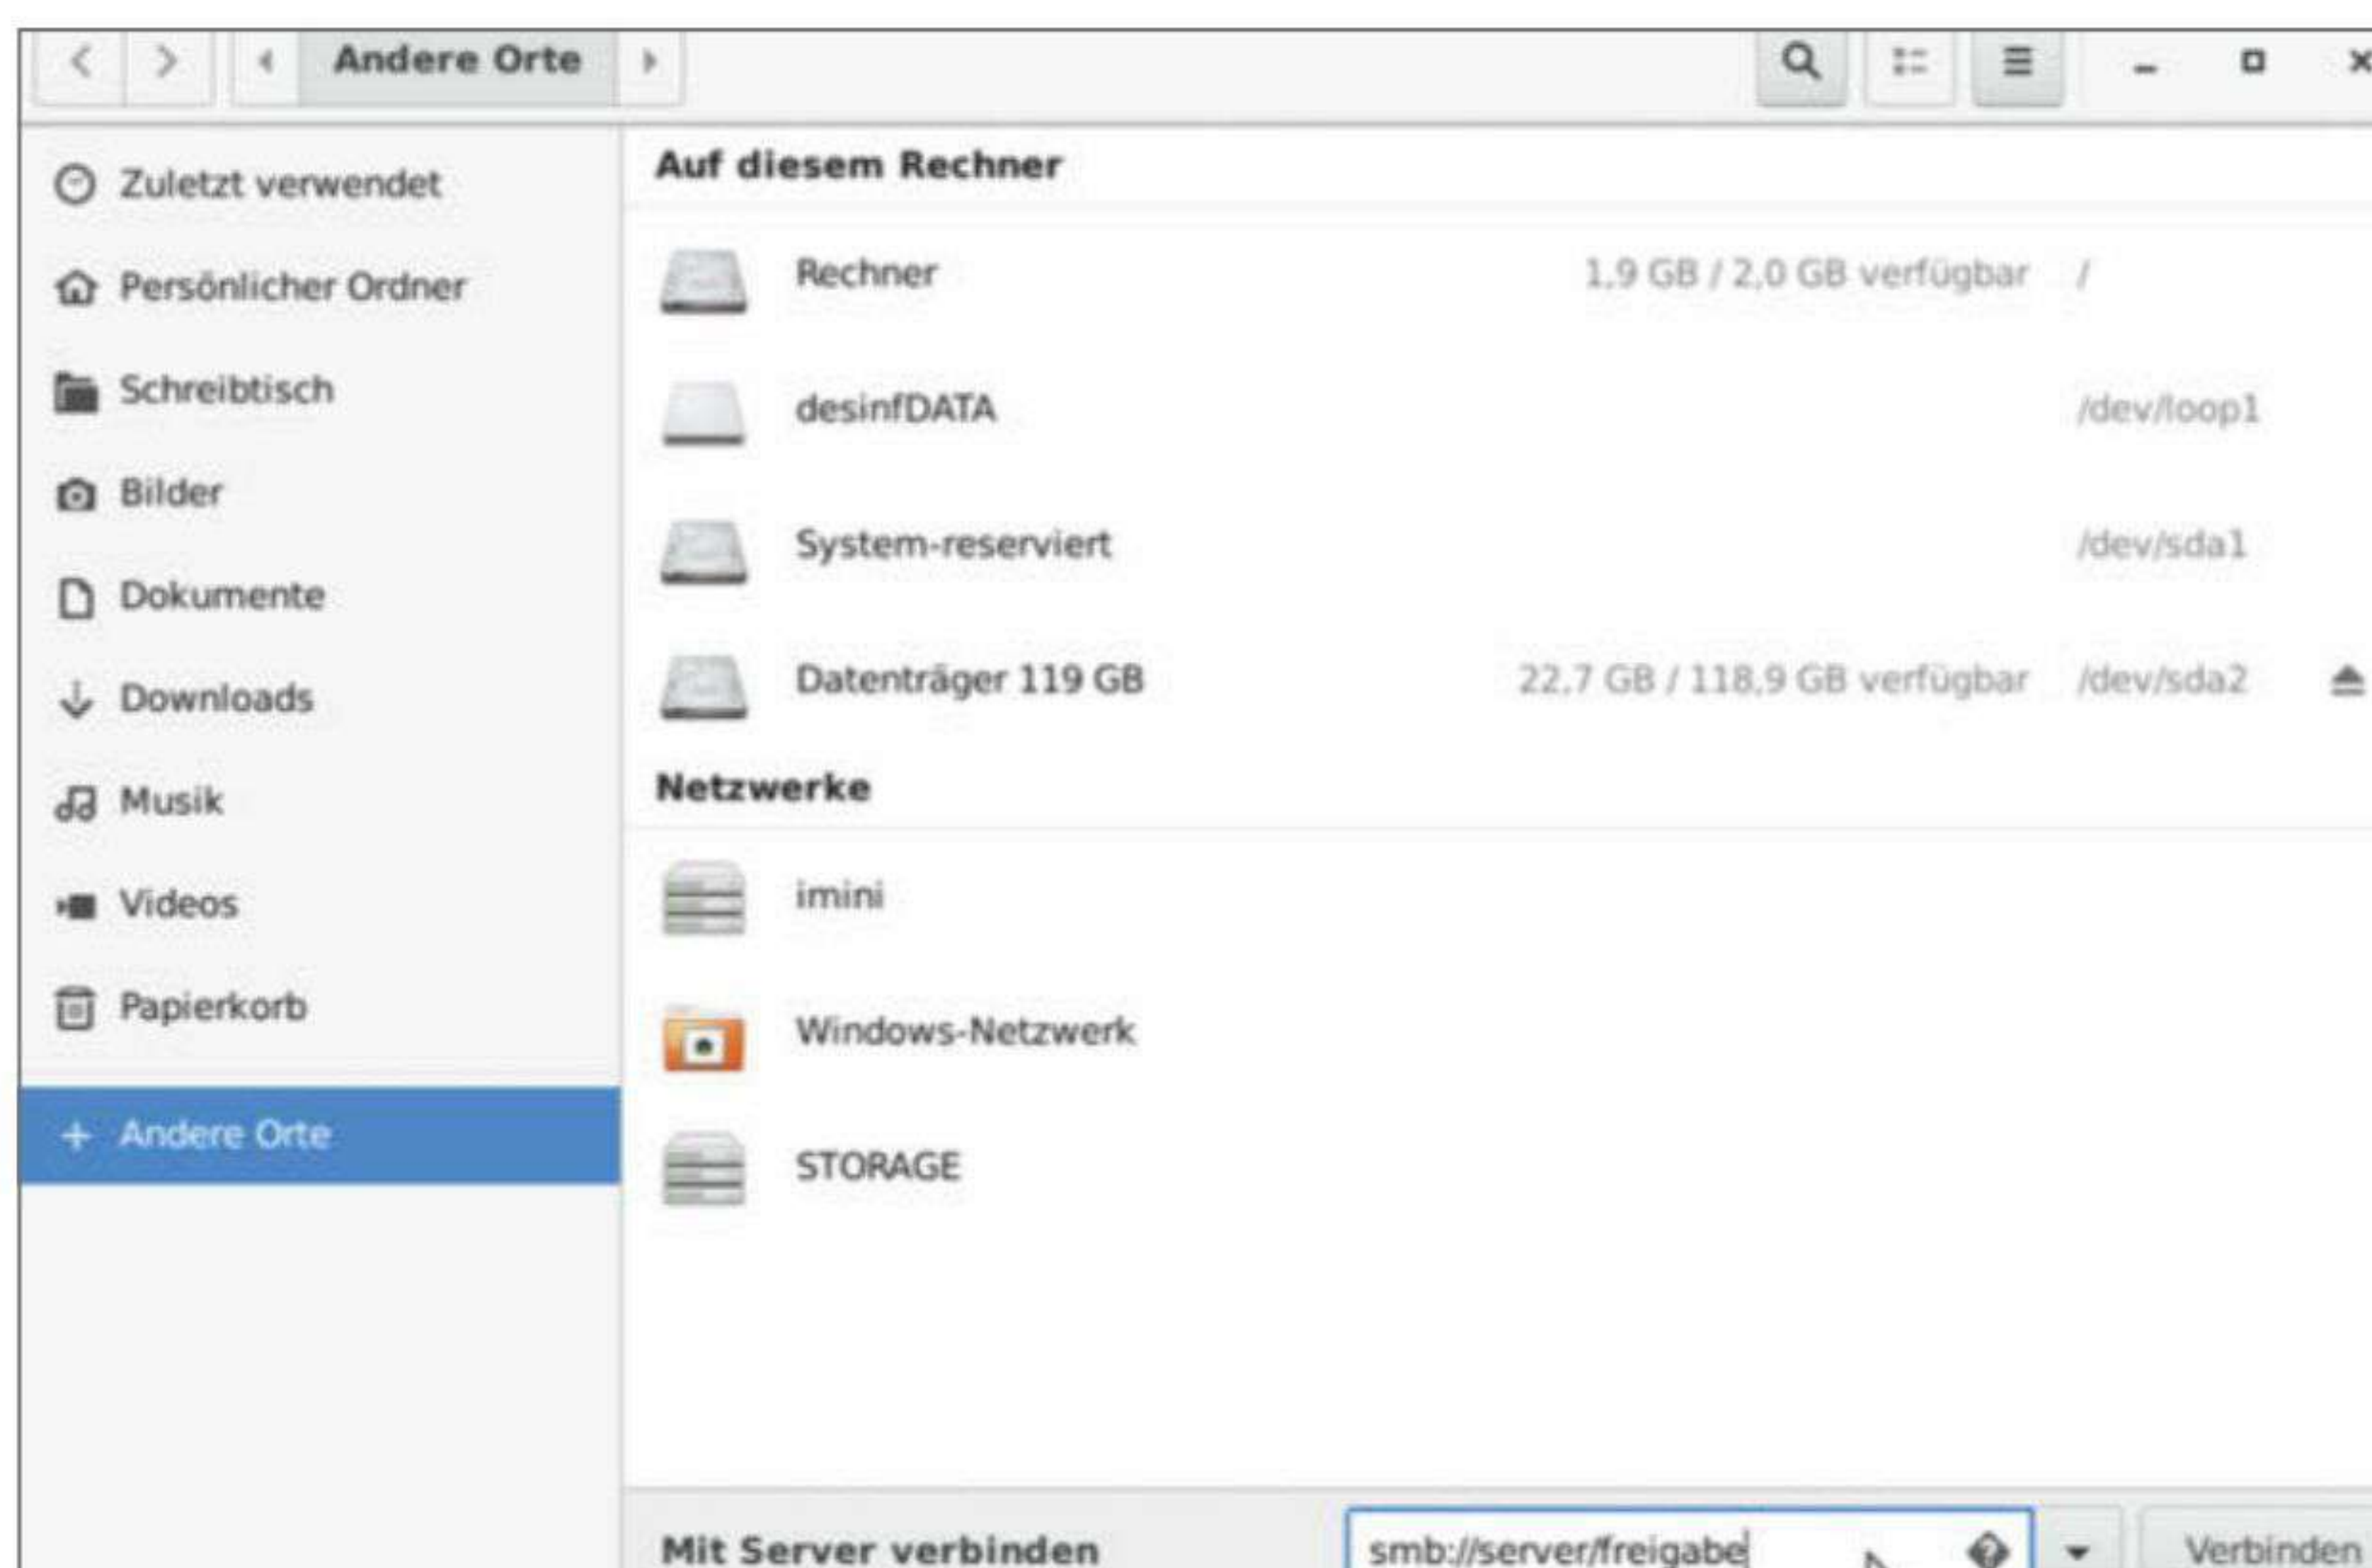 Andere Orte
Zuletzt verwendet
Persönlicher Ordner
Schreibtisch
Bilder
Dokumente
Downloads
Musik
Videos
Papierkorb
+ Andere Orte
Auf diesem Rechner
Rechner 1,9 GB / 2,0 GB verfügbar /
desinfDATA /dev/loop1
System-reserviert /dev/sda1
Datenträger 119 GB 22,7 GB / 118,9 GB verfügbar /dev/sda2
Netzwerke
imini
Windows-Netzwerk
STORAGE
Mit Server verbinden smb://server/freigabe Verbinden